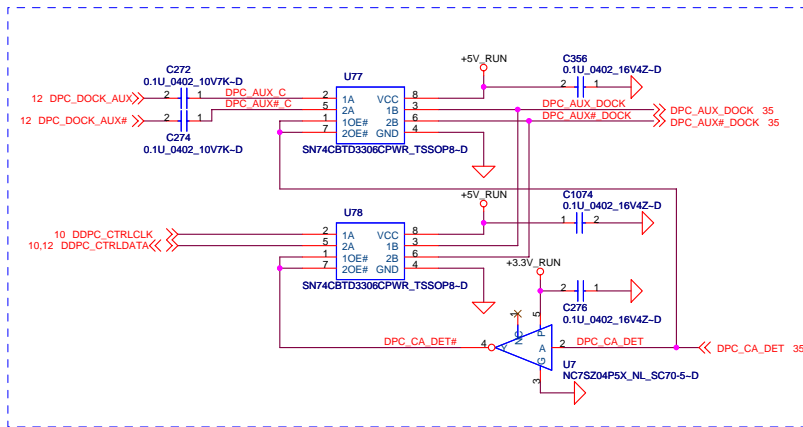 C272
0.1U_0402_10V7K~D
12 DPC_DOCK_AUX
2 1
DPC_AUX_C
12 DPC_DOCK_AUX#
2 1
DPC_AUX#_C
C274
0.1U_0402_10V7K~D
U77
2 1A VCC 8
5 2A 1B 3
1 1OE# 2B 6
7 2OE# GND 4
SN74CBTD3306CPWR_TSSOP8~D
+5V_RUN
C356
0.1U_0402_16V4Z~D
2 1
DPC_AUX_DOCK
DPC_AUX_DOCK 35
DPC_AUX#_DOCK
DPC_AUX#_DOCK 35
+5V_RUN
C1074
0.1U_0402_16V4Z~D
1 2
U78
10 DDPC_CTRLCLK
10,12 DDPC_CTRLDATA
2 1A VCC 8
5 2A 1B 3
1 1OE# 2B 6
7 2OE# GND 4
SN74CBTD3306CPWR_TSSOP8~D
+3.3V_RUN
2 1
C276
0.1U_0402_16V4Z~D
DPC_CA_DET#
4 Y
1 NC
5 P
A 2
G 3
DPC_CA_DET
DPC_CA_DET 35
U7
NC7SZ04P5X_NL_SC70-5~D